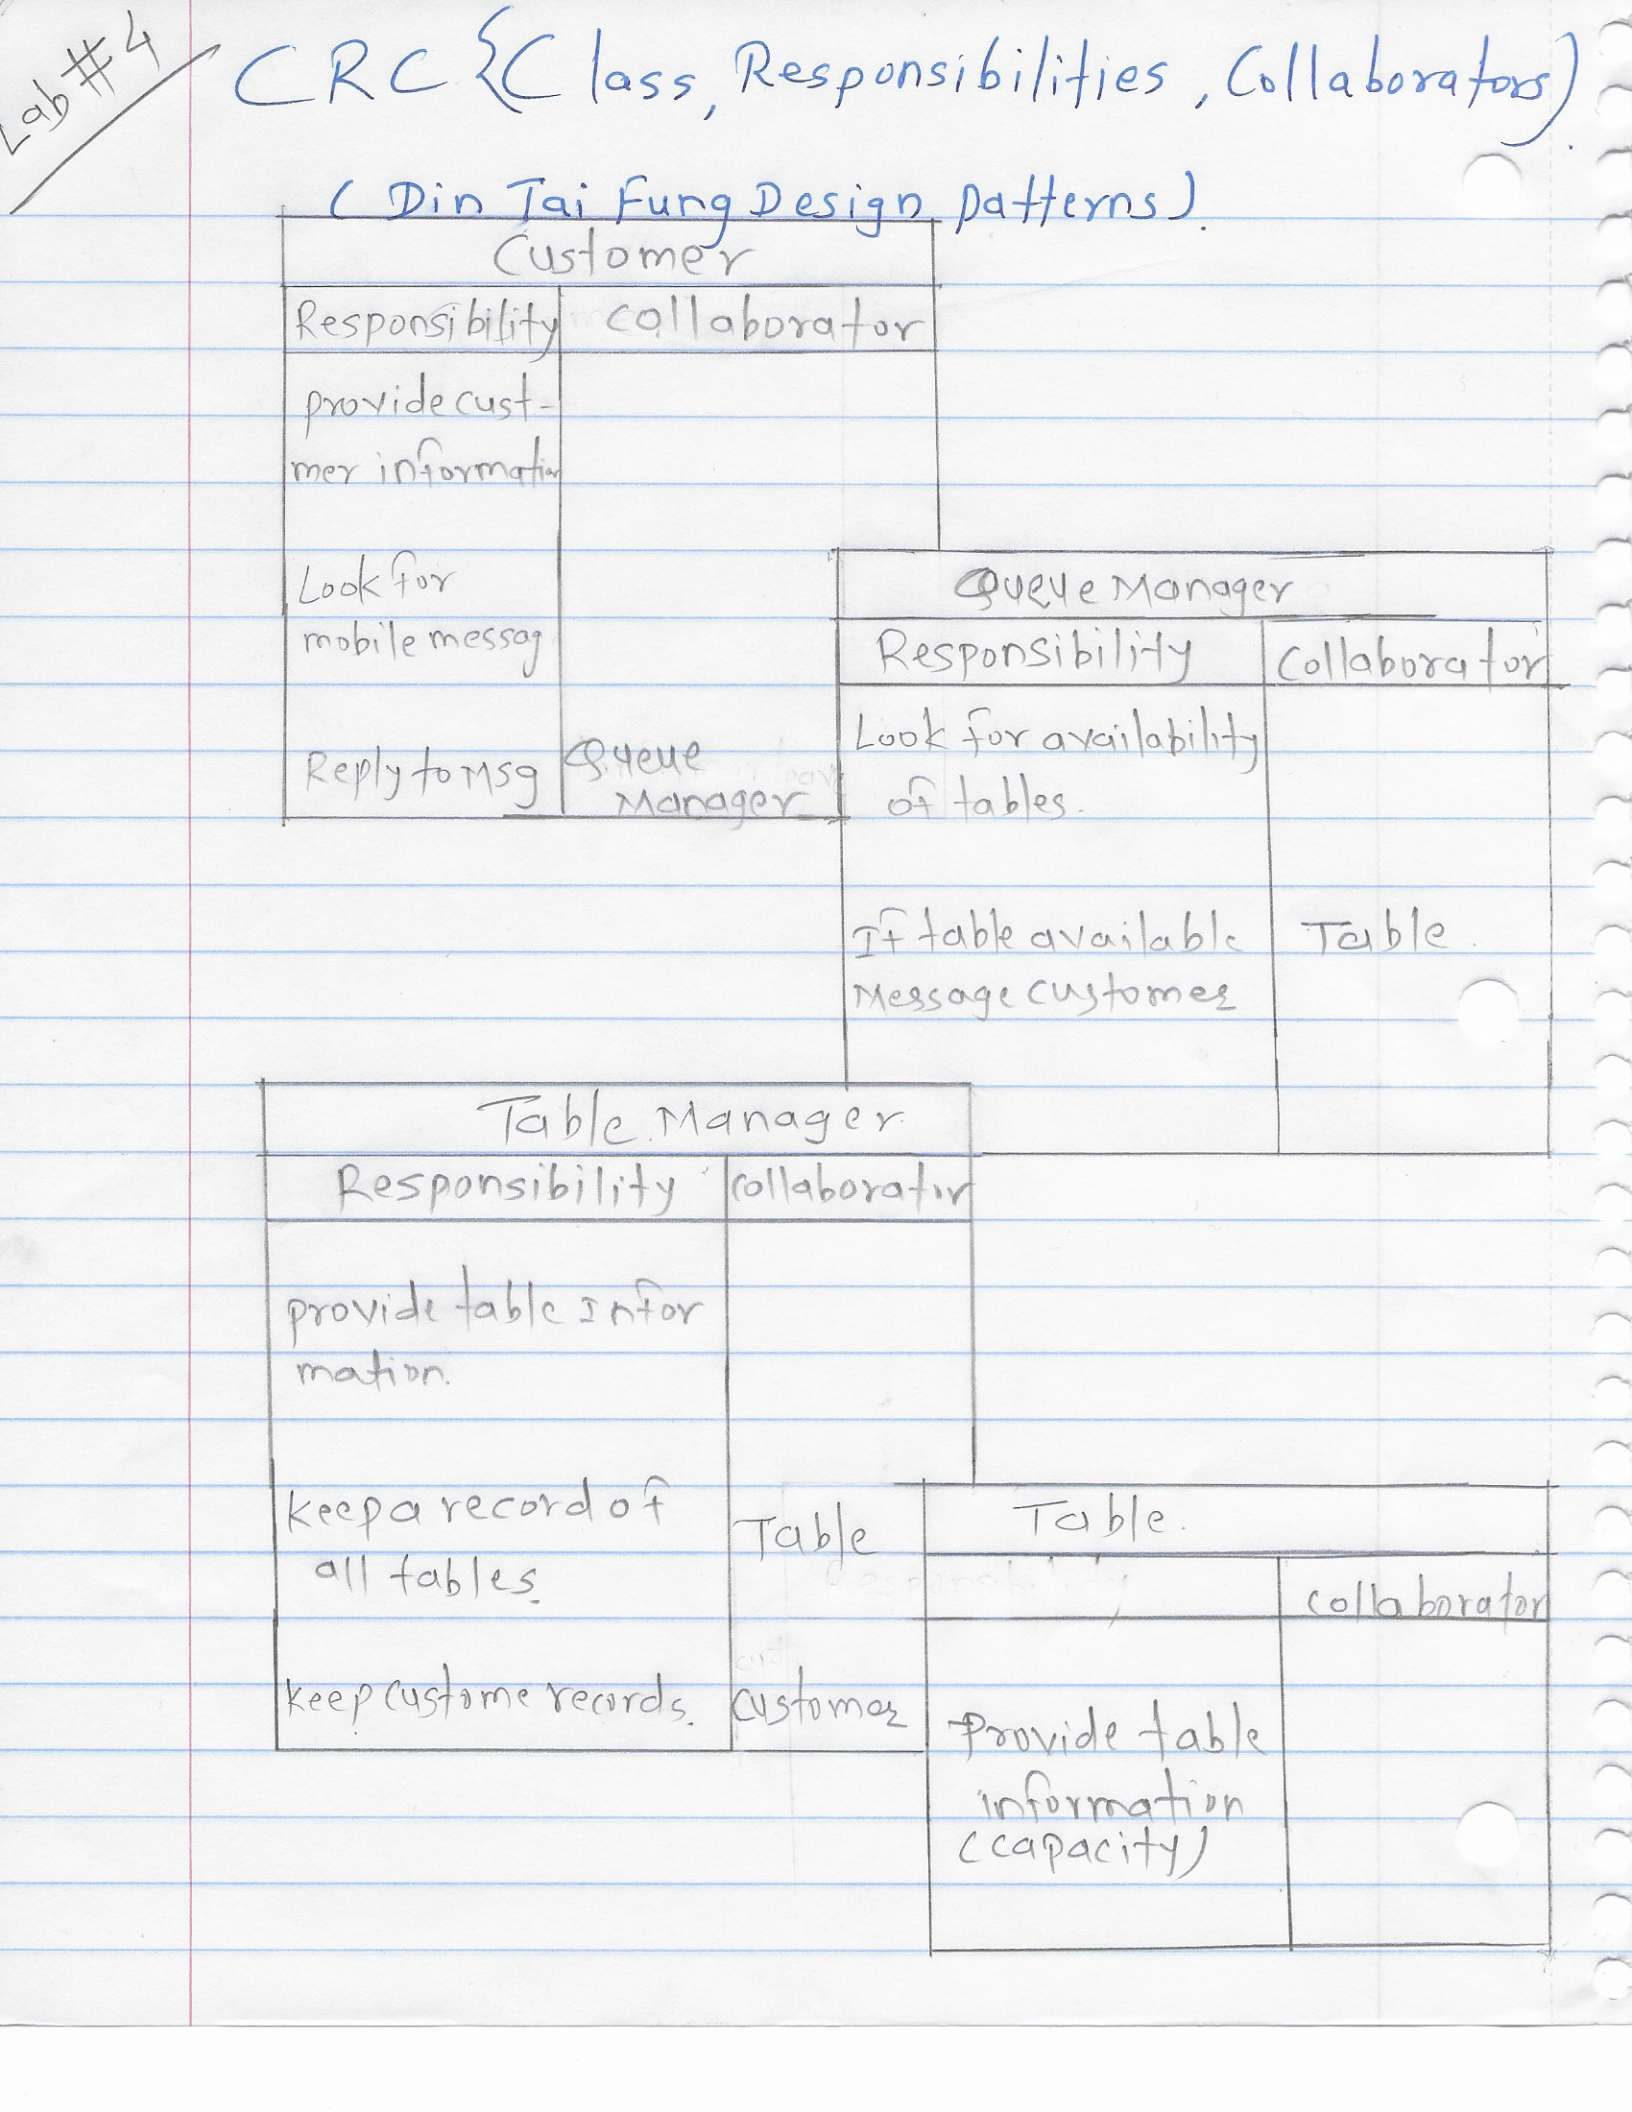 Lab #4
CRC {Class, Responsibilities, Collaborators)
(Din Tai Fung Design patterns).
Customer
Responsibility collaborator
provide cust-
mer information
Look for
mobile messag
Reply to Msg Queue
Manager
Queue Manager
Responsibility Collaborator
Look for availability
of tables.
If table available Table.
Message customer
Table Manager
Responsibility collaborator
provide table Infor
mation.
keep a record of
all tables.
Table
keep custome records. customer
Table.
Responsibility
collaborator
Provide table
information
(capacity)